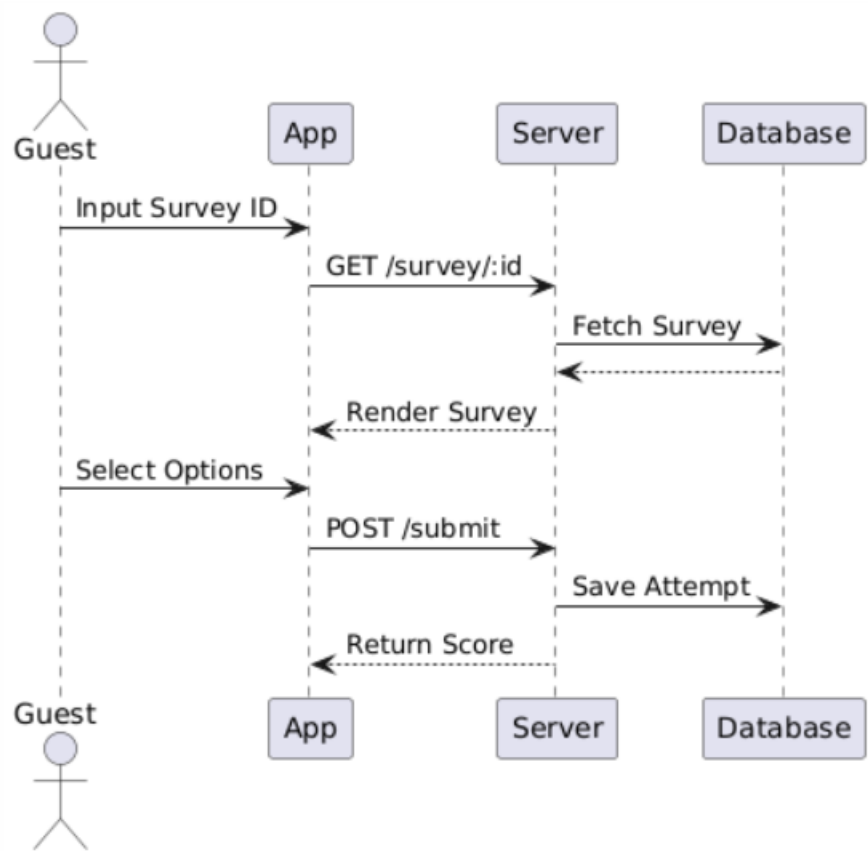 Guest
App
Server
Database
Input Survey ID
GET /survey/:id
Fetch Survey
Render Survey
Select Options
POST /submit
Save Attempt
Return Score
Guest
App
Server
Database